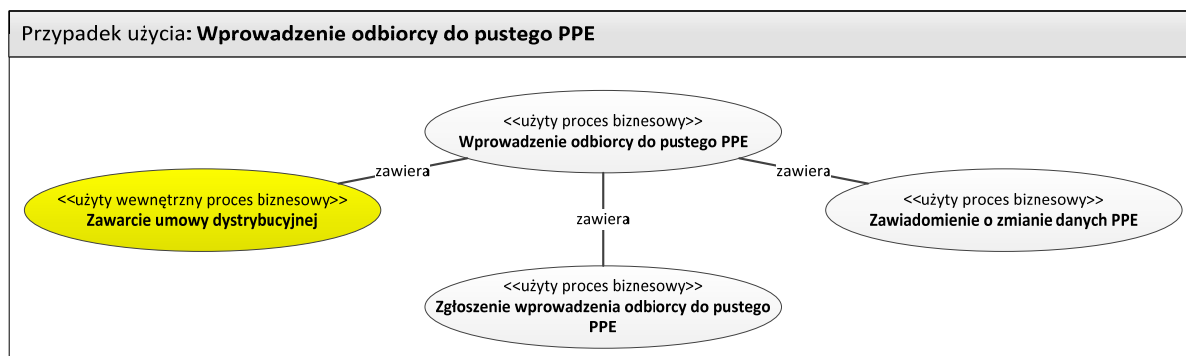 Przypadek użycia: Wprowadzenie odbiorcy do pustego PPE
<<użyty proces biznesowy>>
Wprowadzenie odbiorcy do pustego PPE
zawiera
zawiera
<<użyty wewnętrzny proces biznesowy>>
Zawarcie umowy dystrybucyjnej
<<użyty proces biznesowy>>
Zawiadomienie o zmianie danych PPE
zawiera
<<użyty proces biznesowy>>
Zgłoszenie wprowadzenia odbiorcy do pustego
PPE